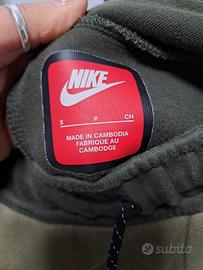 NIKE
S P CH
MADE IN CAMBODIA
FABRIQUE AU
CAMBODGE
subito